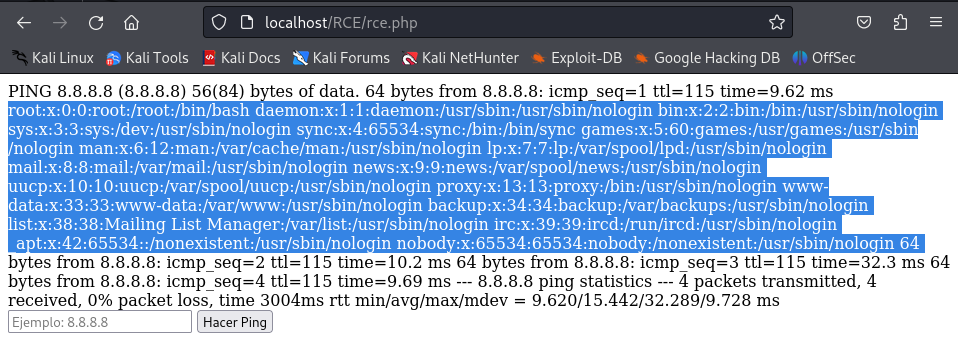 localhost/RCE/rce.php
Kali Linux Kali Tools Kali Docs Kali Forums Kali NetHunter Exploit-DB Google Hacking DB OffSec
PING 8.8.8.8 (8.8.8.8) 56(84) bytes of data. 64 bytes from 8.8.8.8: icmp_seq=1 ttl=115 time=9.62 ms
root:x:0:0:root:/root:/bin/bash daemon:x:1:1:daemon:/usr/sbin:/usr/sbin/nologin bin:x:2:2:bin:/bin:/usr/sbin/nologin
sys:x:3:3:sys:/dev:/usr/sbin/nologin sync:x:4:65534:sync:/bin:/bin/sync games:x:5:60:games:/usr/games:/usr/sbin
/nologin man:x:6:12:man:/var/cache/man:/usr/sbin/nologin lp:x:7:7:lp:/var/spool/lpd:/usr/sbin/nologin
mail:x:8:8:mail:/var/mail:/usr/sbin/nologin news:x:9:9:news:/var/spool/news:/usr/sbin/nologin
uucp:x:10:10:uucp:/var/spool/uucp:/usr/sbin/nologin proxy:x:13:13:proxy:/bin:/usr/sbin/nologin www-
data:x:33:33:www-data:/var/www:/usr/sbin/nologin backup:x:34:34:backup:/var/backups:/usr/sbin/nologin
list:x:38:38:Mailing List Manager:/var/list:/usr/sbin/nologin irc:x:39:39:ircd:/run/ircd:/usr/sbin/nologin
_apt:x:42:65534::/nonexistent:/usr/sbin/nologin nobody:x:65534:65534:nobody:/nonexistent:/usr/sbin/nologin 64
bytes from 8.8.8.8: icmp_seq=2 ttl=115 time=10.2 ms 64 bytes from 8.8.8.8: icmp_seq=3 ttl=115 time=32.3 ms 64
bytes from 8.8.8.8: icmp_seq=4 ttl=115 time=9.69 ms --- 8.8.8.8 ping statistics --- 4 packets transmitted, 4
received, 0% packet loss, time 3004ms rtt min/avg/max/mdev = 9.620/15.442/32.289/9.728 ms
Ejemplo: 8.8.8.8 Hacer Ping